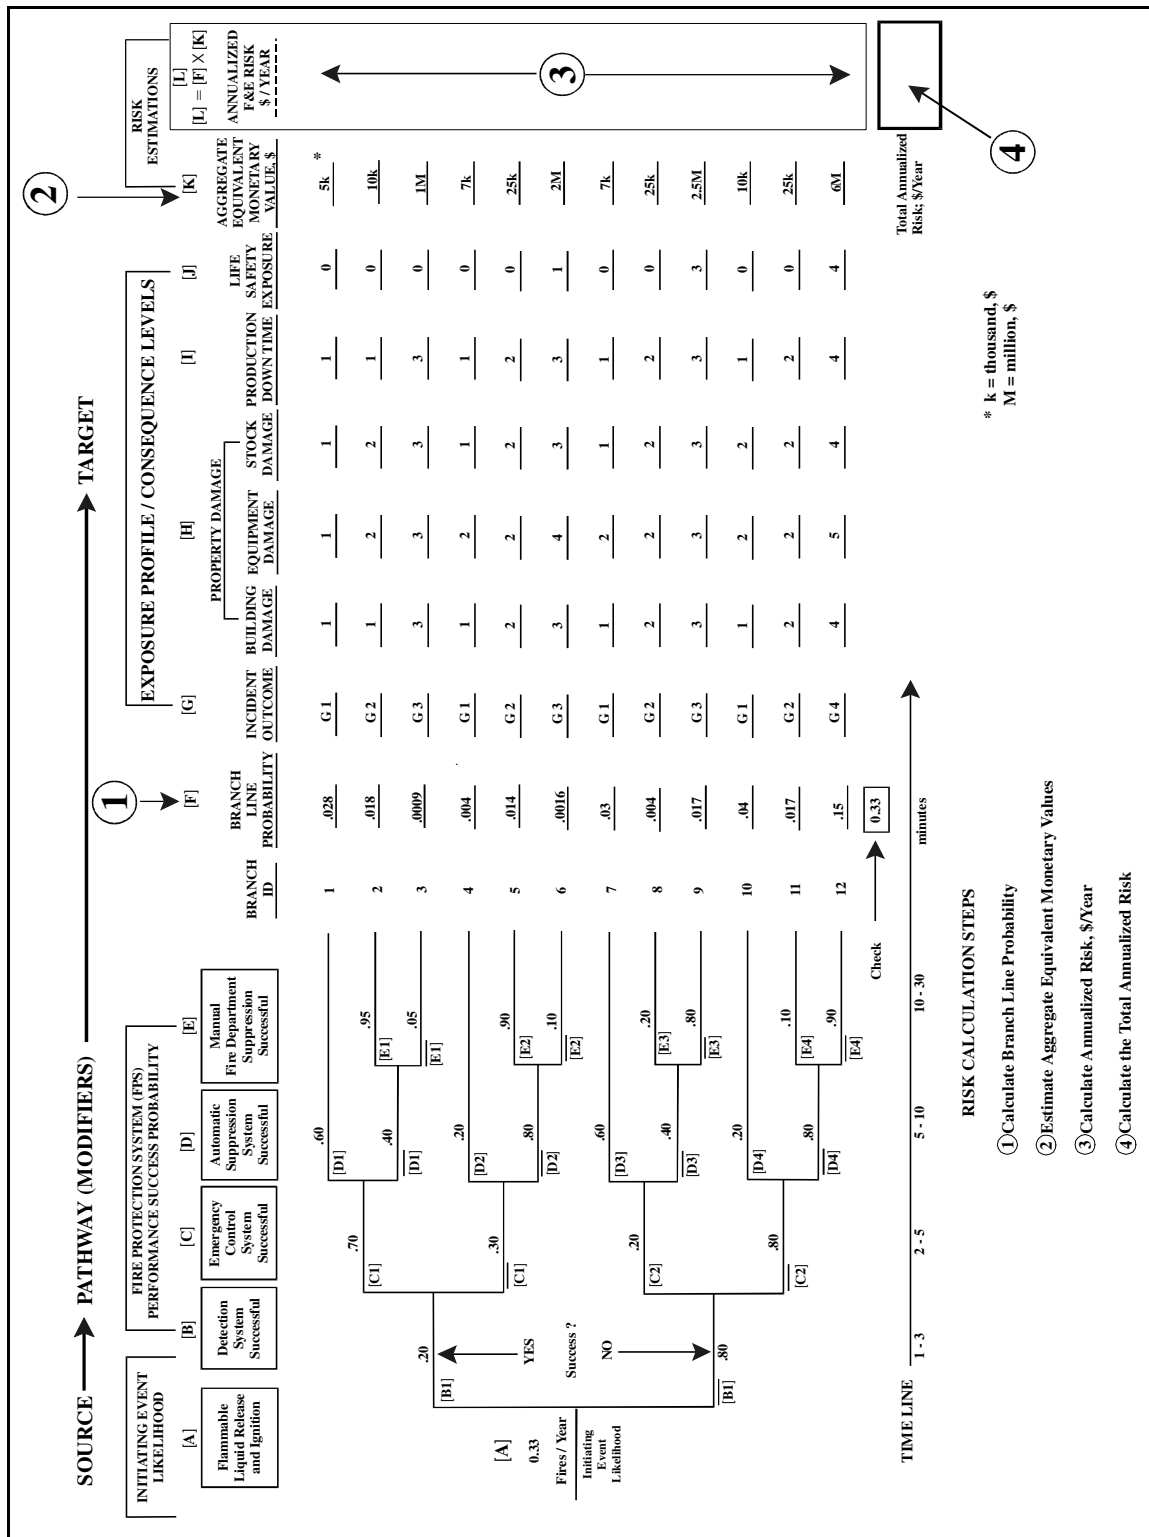 SOURCE PATHWAY (MODIFIERS) TARGET
INITIATING EVENT
LIKELIHOOD
FIRE PROTECTION SYSTEM (FPS)
PERFORMANCE SUCCESS PROBABILITY
EXPOSURE PROFILE / CONSEQUENCE LEVELS
RISK
ESTIMATIONS
1
2
[A]
[B]
[C]
[D]
[E]
[F]
[G]
[H]
[I]
[J]
[K]
[L]
[L] = [F] X [K]
Flammable
Liquid Release
and Ignition
Detection
System
Successful
Emergency
Control
System
Successful
Automatic
Suppression
System
Successful
Manual
Fire Department
Suppression
Successful
BRANCH
ID
BRANCH
LINE
PROBABILITY
INCIDENT
OUTCOME
PROPERTY DAMAGE
BUILDING
DAMAGE
EQUIPMENT
DAMAGE
STOCK
DAMAGE
PRODUCTION
DOWN TIME
LIFE
SAFETY
EXPOSURE
AGGREGATE
EQUIVALENT
MONETARY
VALUE, $
ANNUALIZED
F&E RISK
$ / YEAR
1 .028 G 1 1 1 1 1 0 5k *
2 .018 G 2 1 2 2 1 0 10k
3 .0009 G 3 3 3 3 3 0 1M
4 .004 G 1 1 2 1 1 0 7k
5 .014 G 2 2 2 2 2 0 25k
6 .0016 G 3 3 4 3 3 1 2M
7 .03 G 1 1 2 1 1 0 7k
8 .004 G 2 2 2 2 2 0 25k
9 .017 G 3 3 3 3 3 3 2.5M
10 .04 G 1 1 2 2 1 0 10k
11 .017 G 2 2 2 2 2 0 25k
12 .15 G 4 4 5 4 4 4 6M
3
[A]
0.33
Fires / Year
Initiating
Event
Likelihood
[B1]
.20
YES
Success ?
NO
.80
[B1]
[C1]
.70
.30
[C1]
[C2]
.20
.80
[C2]
[D1]
.60
.40
[D1]
[D2]
.20
.80
[D2]
[D3]
.60
.40
[D3]
[D4]
.20
.80
[D4]
.95
[E1]
.05
[E1]
.90
[E2]
.10
[E2]
.20
[E3]
.80
[E3]
.10
[E4]
.90
[E4]
Check
0.33
Total Annualized
Risk; $/Year
4
TIME LINE
1 - 3
2 - 5
5 - 10
10 - 30
minutes
* k = thousand, $
M = million, $
RISK CALCULATION STEPS
1 Calculate Branch Line Probability
2 Estimate Aggregate Equivalent Monetary Values
3 Calculate Annualized Risk, $/Year
4 Calculate the Total Annualized Risk